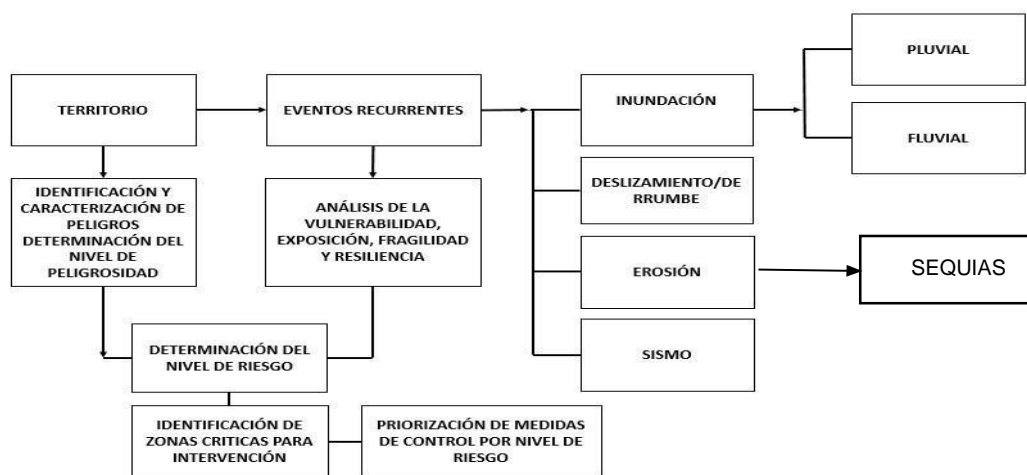 TERRITORIO
EVENTOS RECURRENTES
INUNDACIÓN
PLUVIAL
FLUVIAL
IDENTIFICACIÓN Y
CARACTERIZACIÓN DE
PELIGROS
DETERMINACIÓN DEL
NIVEL DE
PELIGROSIDAD
ANÁLISIS DE LA
VULNERABILIDAD,
EXPOSICIÓN, FRAGILIDAD
Y RESILIENCIA
DESLIZAMIENTO/DE
RRUMBE
EROSIÓN
SEQUIAS
SISMO
DETERMINACIÓN DEL
NIVEL DE RIESGO
IDENTIFICACIÓN DE
ZONAS CRITICAS PARA
INTERVENCIÓN
PRIORIZACIÓN DE MEDIDAS
DE CONTROL POR NIVEL DE
RIESGO